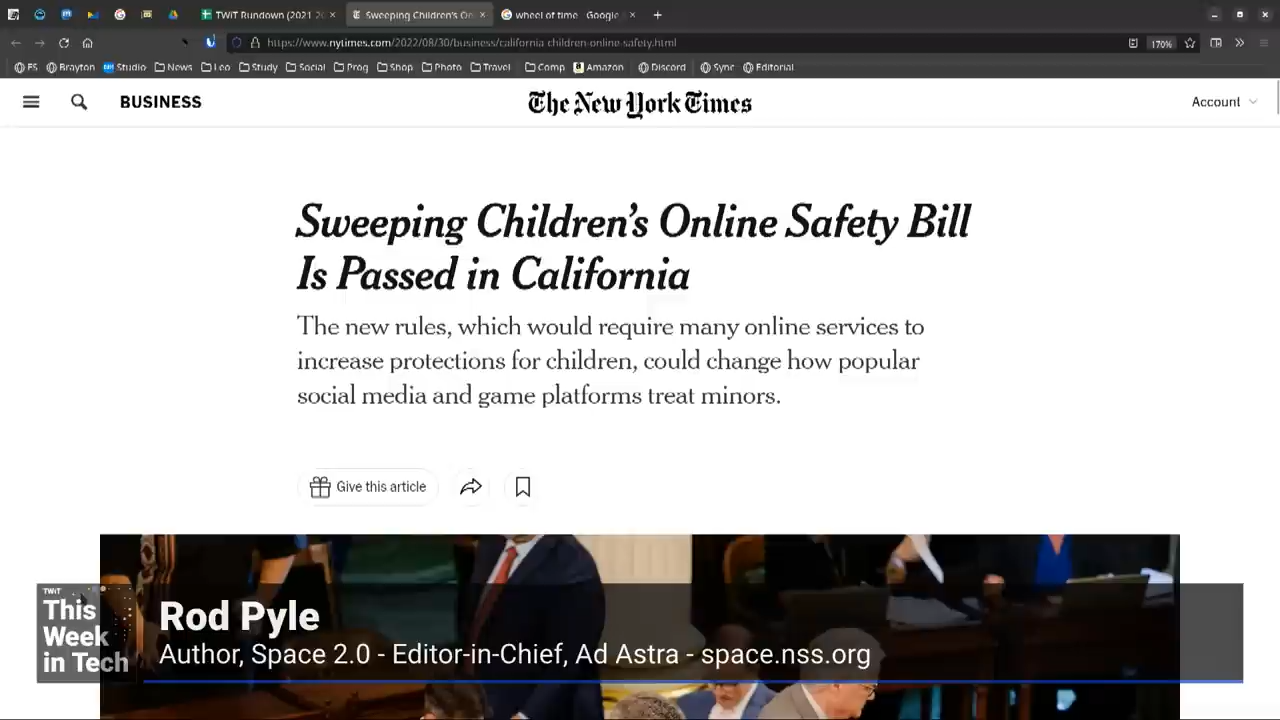 TWiT Rundown (2021 20
Sweeping Children's On
wheel of time - Google
https://www.nytimes.com/2022/08/30/business/california-children-online-safety.html
170%
FS
Brayton
Studio
News
Leo
Study
Social
Prog
Shop
Photo
Travel
Comp
Amazon
Discord
Sync
Editorial
BUSINESS
The New York Times
Account
Sweeping Children's Online Safety Bill
Is Passed in California
The new rules, which would require many online services to
increase protections for children, could change how popular
social media and game platforms treat minors.
Give this article
TWiT
This
Week
in Tech
Rod Pyle
Author, Space 2.0 - Editor-in-Chief, Ad Astra - space.nss.org